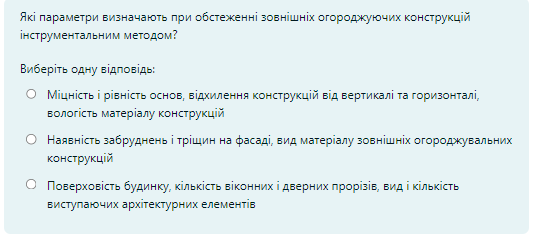 Які параметри визначають при обстеженні зовнішніх огороджуючих конструкцій
інструментальним методом?
Виберіть одну відповідь:
Міцність і рівність основ, відхилення конструкцій від вертикалі та горизонталі,
вологість матеріалу конструкцій
Наявність забруднень і тріщин на фасаді, вид матеріалу зовнішніх огороджувальних
конструкцій
Поверховість будинку, кількість віконних і дверних прорізів, вид і кількість
виступаючих архітектурних елементів